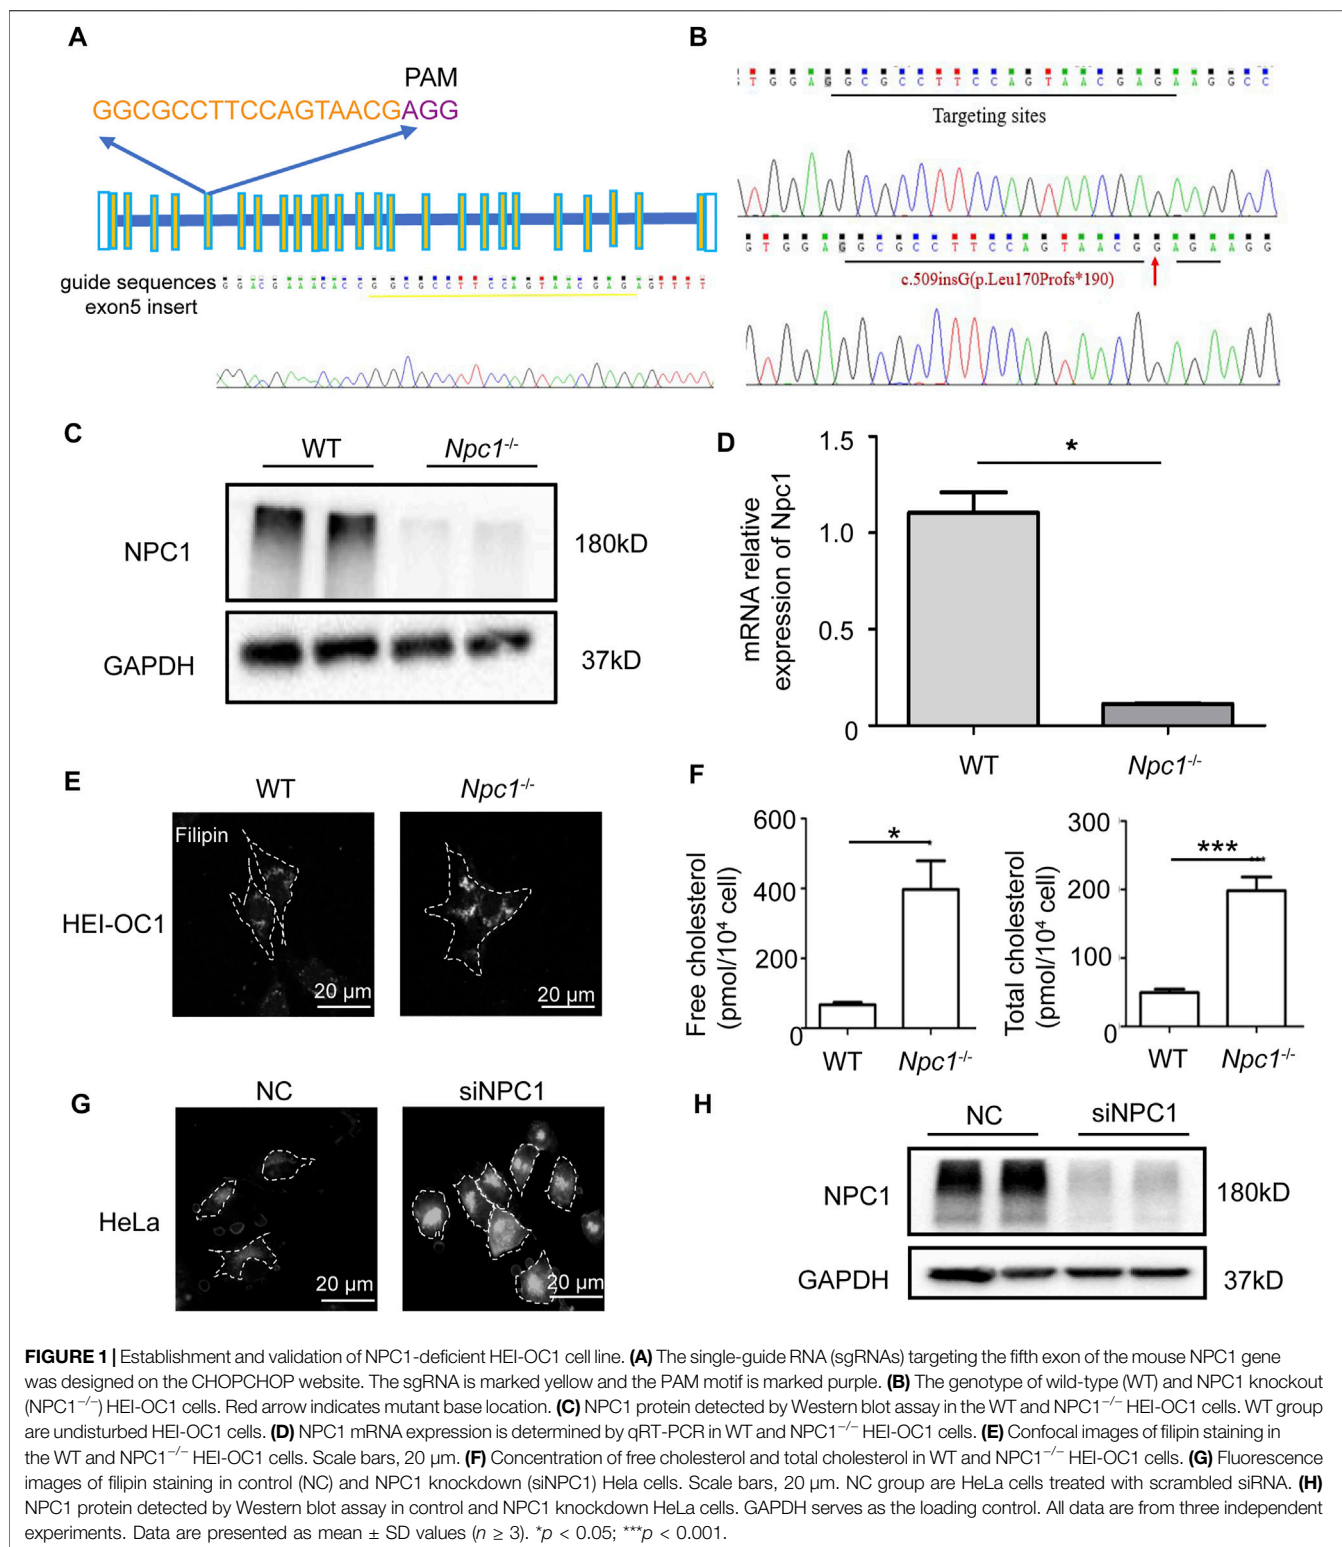 A
PAM
GGCGCCTTCCAGTAACGAGG
guide sequences
exon5 insert
G G A C G A A A C A C C G G C G C C T T C C A G T A A C G A G A G T T T T
B
T G G A G G C G C C T T C C A G T A A C G A G A A G G C C
Targeting sites
G T G G A G G C G C C T T C C A G T A A C G G A G A A G G
c.509insG(p.Leu170Profs*190)
C
WT Npc1-/-
NPC1 180kD
GAPDH 37kD
D
mRNA relative
expression of Npc1
1.5
1.0
0.5
0
*
WT Npc1-/-
E
WT Npc1-/-
Filipin
HEI-OC1
20 µm 20 µm
F
Free cholesterol
(pmol/10⁴ cell)
600
400
200
0
*
WT Npc1-/-
Total cholesterol
(pmol/10⁴ cell)
300
200
100
0
***
WT Npc1-/-
G
NC siNPC1
HeLa
20 µm 20 µm
H
NC siNPC1
NPC1 180kD
GAPDH 37kD
FIGURE 1 | Establishment and validation of NPC1-deficient HEI-OC1 cell line. (A) The single-guide RNA (sgRNAs) targeting the fifth exon of the mouse NPC1 gene
was designed on the CHOPCHOP website. The sgRNA is marked yellow and the PAM motif is marked purple. (B) The genotype of wild-type (WT) and NPC1 knockout
(NPC1−/−) HEI-OC1 cells. Red arrow indicates mutant base location. (C) NPC1 protein detected by Western blot assay in the WT and NPC1−/− HEI-OC1 cells. WT group
are undisturbed HEI-OC1 cells. (D) NPC1 mRNA expression is determined by qRT-PCR in WT and NPC1−/− HEI-OC1 cells. (E) Confocal images of filipin staining in
the WT and NPC1−/− HEI-OC1 cells. Scale bars, 20 µm. (F) Concentration of free cholesterol and total cholesterol in WT and NPC1−/− HEI-OC1 cells. (G) Fluorescence
images of filipin staining in control (NC) and NPC1 knockdown (siNPC1) Hela cells. Scale bars, 20 µm. NC group are HeLa cells treated with scrambled siRNA. (H)
NPC1 protein detected by Western blot assay in control and NPC1 knockdown HeLa cells. GAPDH serves as the loading control. All data are from three independent
experiments. Data are presented as mean ± SD values (n ≥ 3). *p < 0.05; ***p < 0.001.